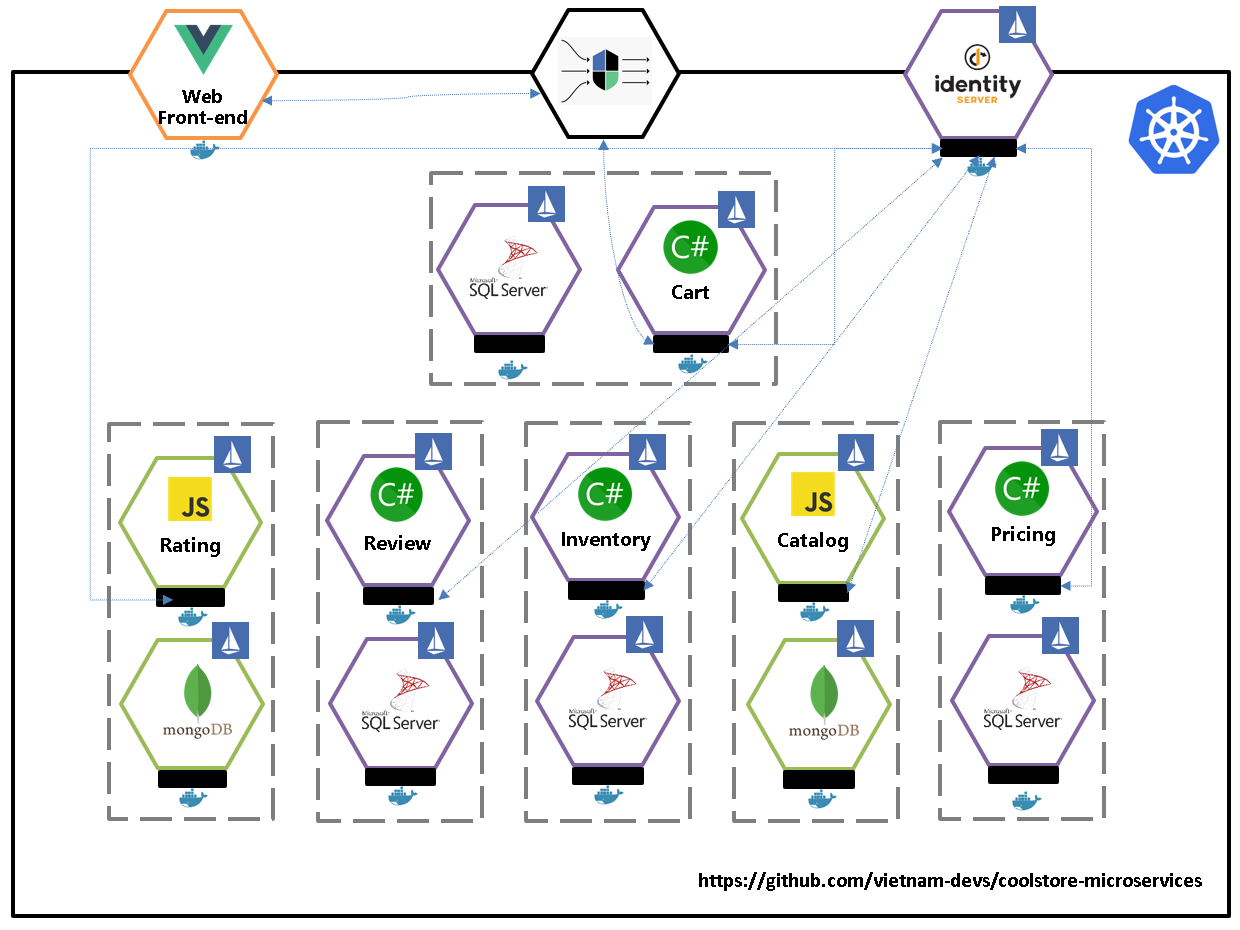 Web
Front-end
identity
SERVER
Microsoft
SQL Server
C#
Cart
JS
Rating
C#
Review
C#
Inventory
JS
Catalog
C#
Pricing
mongoDB
Microsoft
SQL Server
Microsoft
SQL Server
mongoDB
Microsoft
SQL Server
https://github.com/vietnam-devs/coolstore-microservices